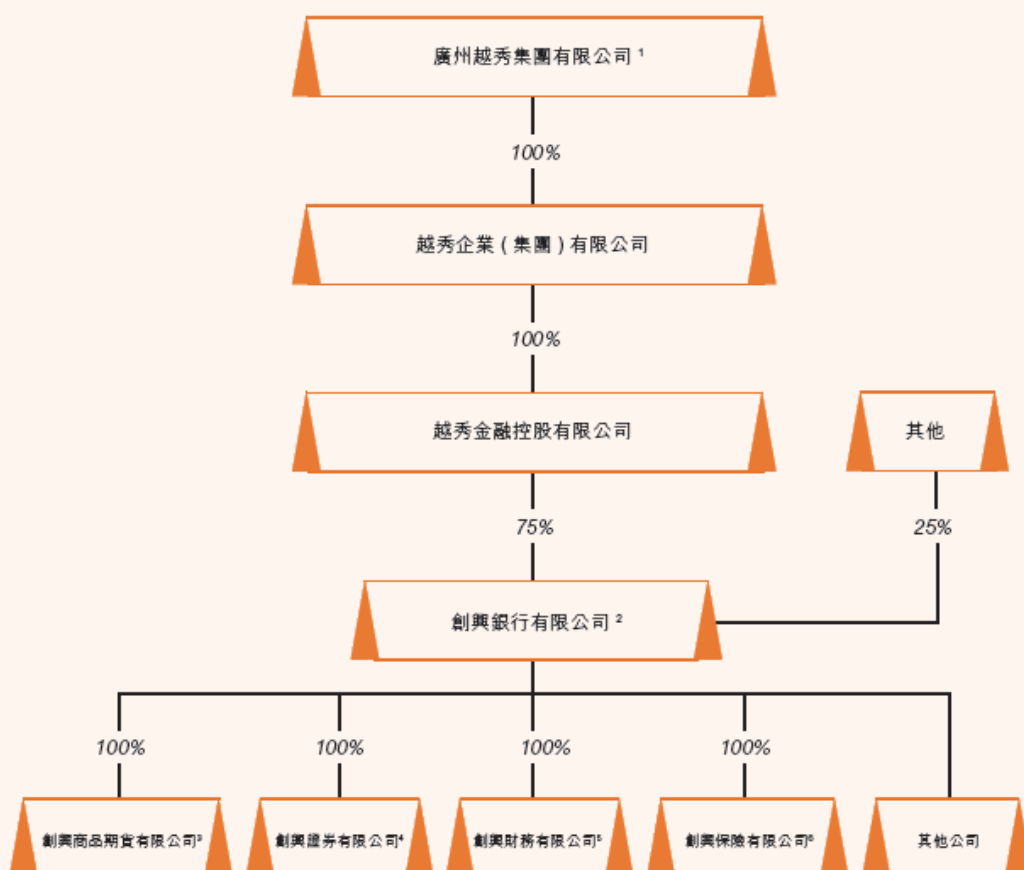 廣州越秀集團有限公司 ¹
100%
越秀企業 ( 集團 ) 有限公司
100%
越秀金融控股有限公司
其他
75%
25%
創興銀行有限公司 ²
100%
100%
100%
100%
創興商品期貨有限公司³
創興證券有限公司⁴
創興財務有限公司⁵
創興保險有限公司⁶
其他公司